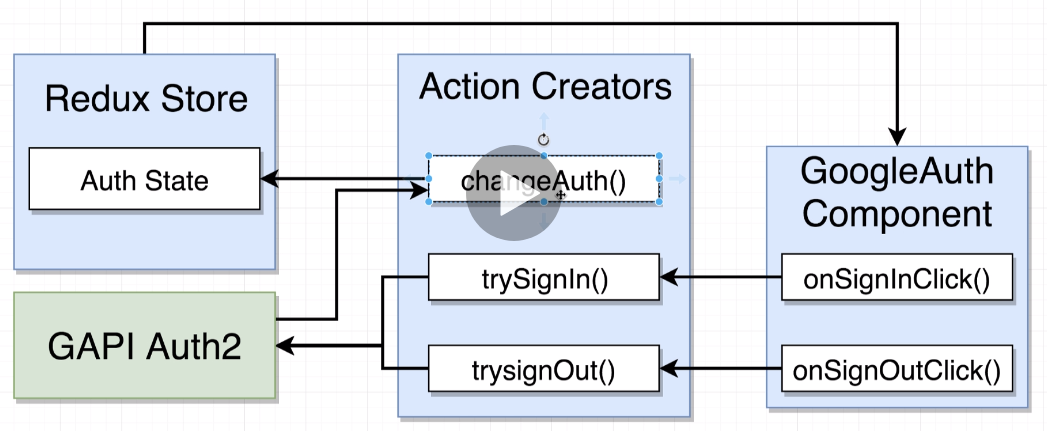 Redux Store
Auth State
GAPI Auth2
Action Creators
changeAuth()
trySignIn()
trysignOut()
GoogleAuth
Component
onSignInClick()
onSignOutClick()